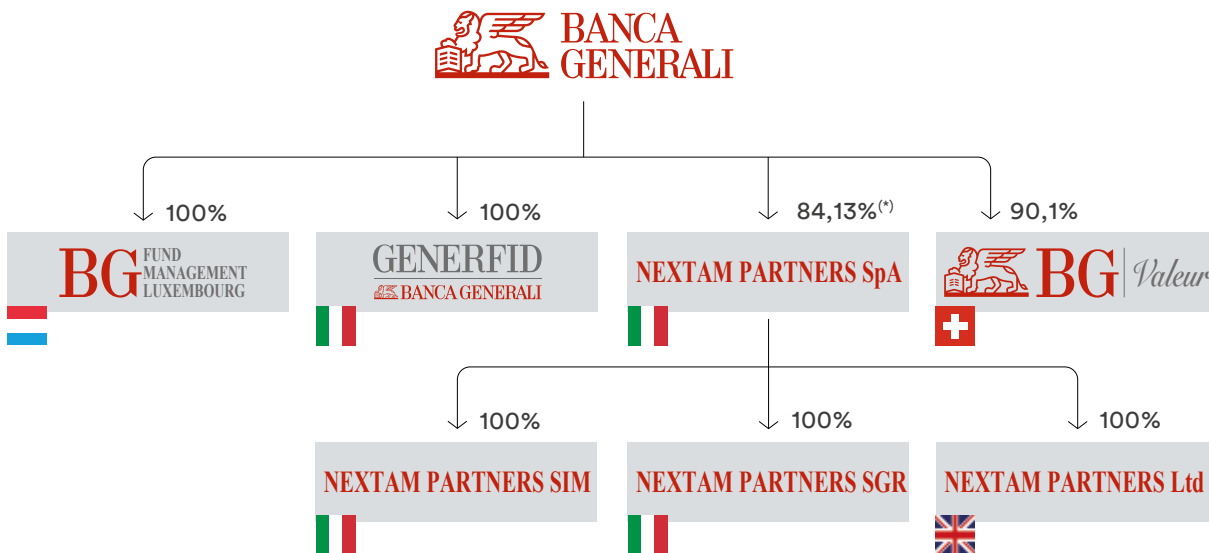 BANCA
GENERALI
100%
100%
84,13%(*)
90,1%
BG FUND
MANAGEMENT
LUXEMBOURG
GENERFID
BANCA GENERALI
NEXTAM PARTNERS SpA
BG Valeur
100%
100%
100%
NEXTAM PARTNERS SIM
NEXTAM PARTNERS SGR
NEXTAM PARTNERS Ltd